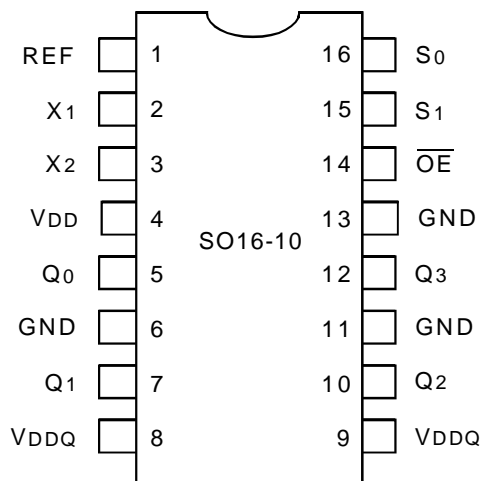 REF 1 16 S0
X1 2 15 S1
X2 3 14 OE
VDD 4 13 GND
SO16-10
Q0 5 12 Q3
GND 6 11 GND
Q1 7 10 Q2
VDDQ 8 9 VDDQ